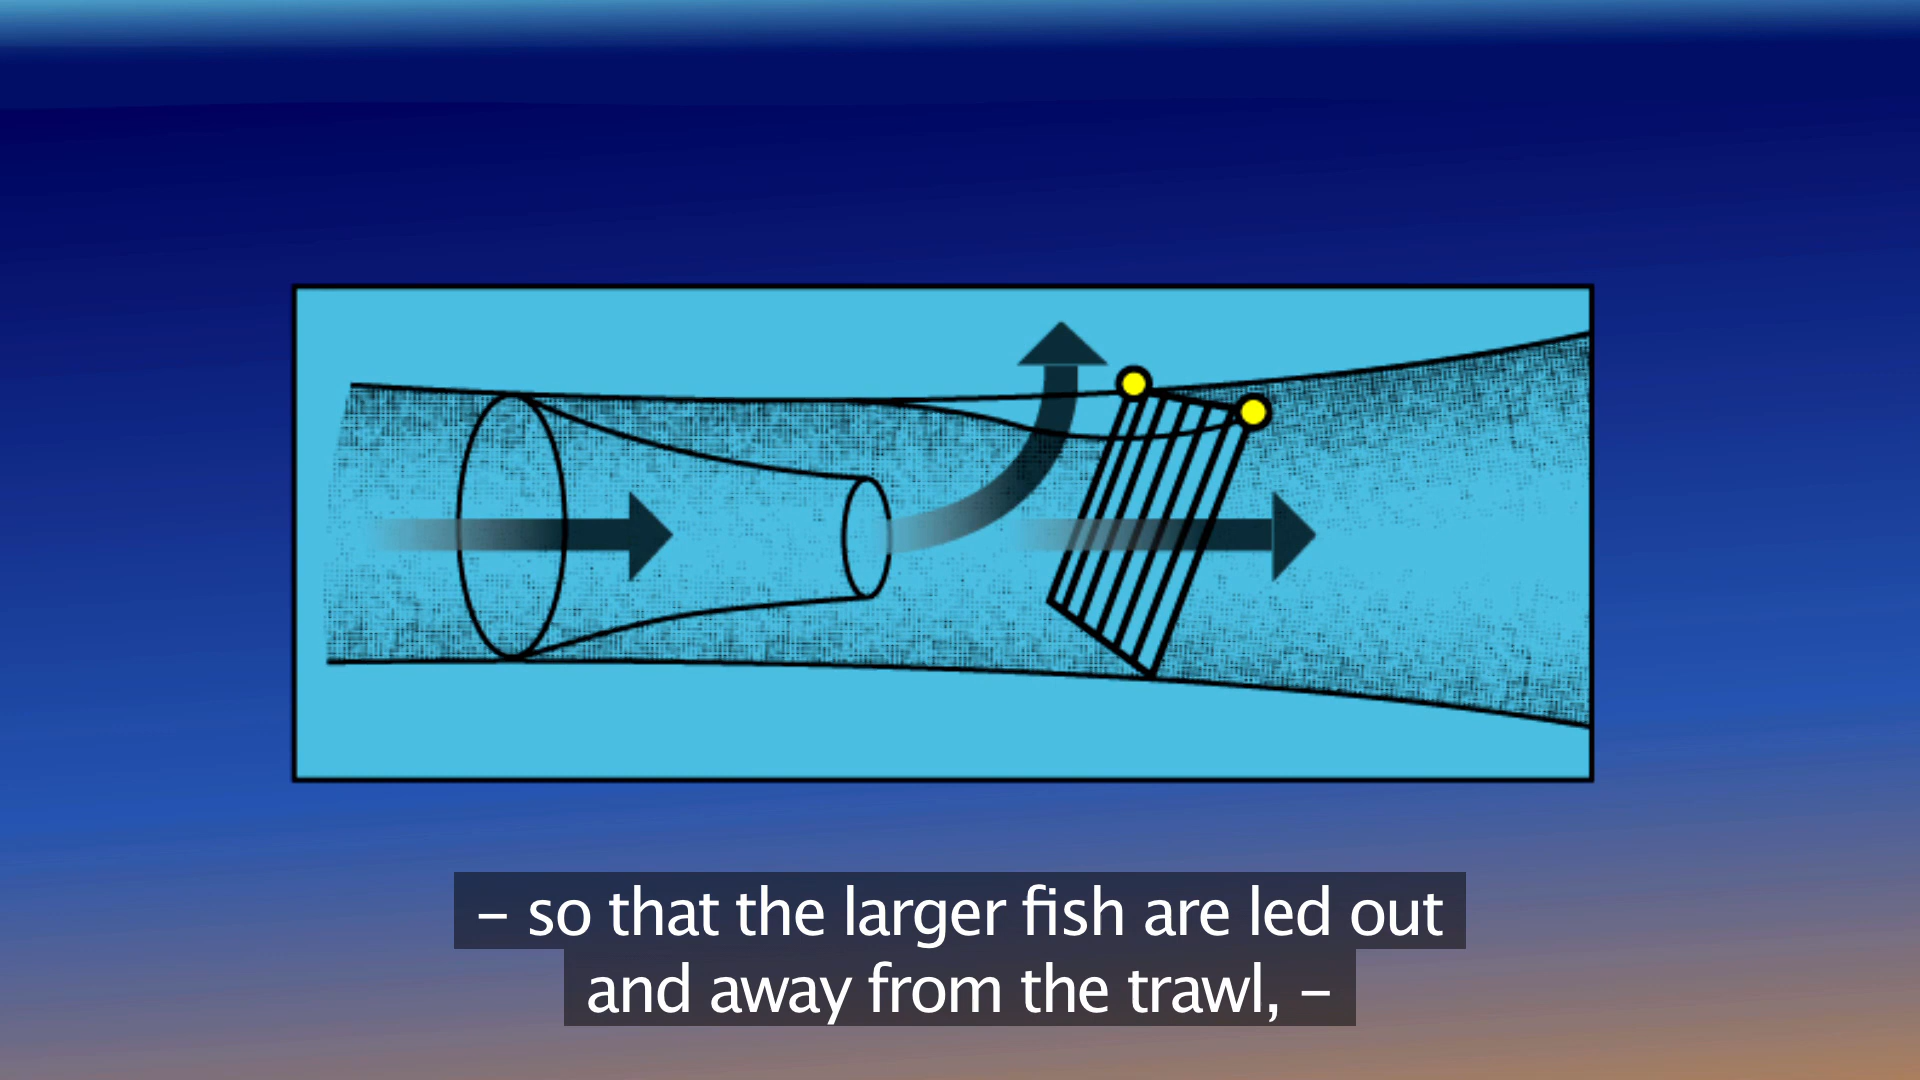 – so that the larger fish are led out
and away from the trawl, –